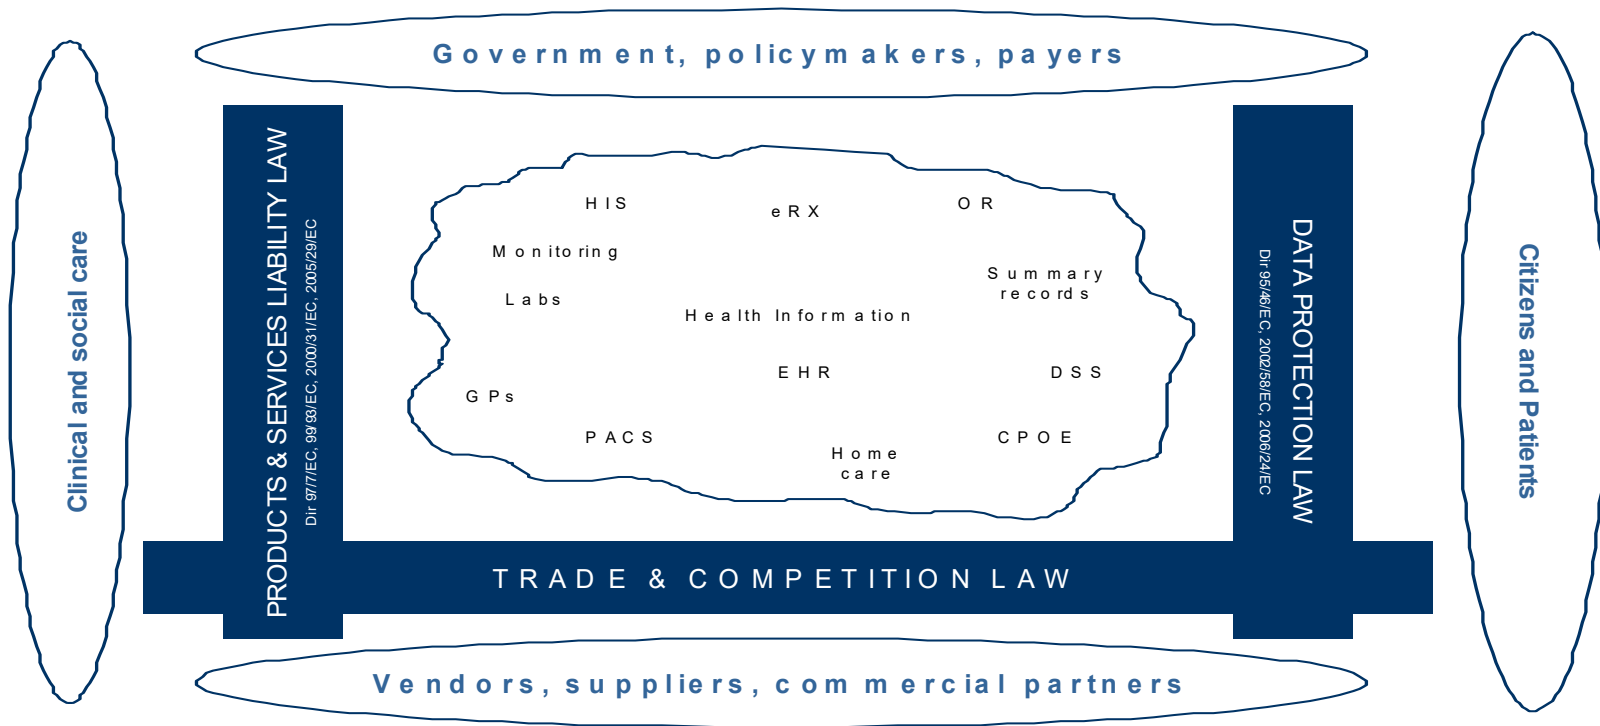 Government, policymakers, payers
Clinical and social care
PRODUCTS & SERVICES LIABILITY LAW
Dir 97/7/EC, 99/93/EC, 2000/31/EC, 2005/29/EC
HIS
eRX
OR
Monitoring
Summary
records
Labs
Health Information
EHR
DSS
GPs
PACS
CPOE
Home
care
DATA PROTECTION LAW
Dir 95/46/EC, 2002/58/EC, 2006/24/EC
Citizens and Patients
TRADE & COMPETITION LAW
Vendors, suppliers, commercial partners